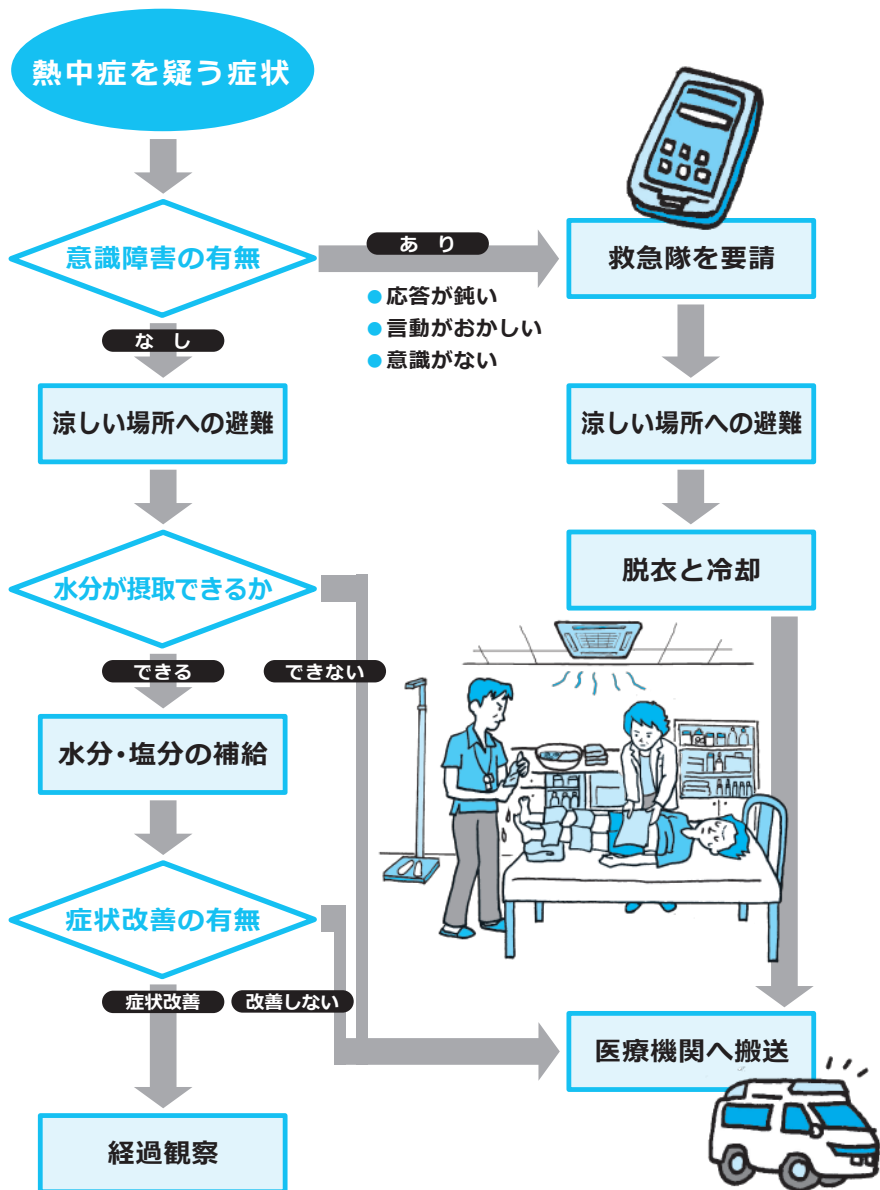 熱中症を疑う症状
意識障害の有無
あり
救急隊を要請
●応答が鈍い
●言動がおかしい
●意識がない
なし
涼しい場所への避難
涼しい場所への避難
水分が摂取できるか
脱衣と冷却
できる
できない
水分・塩分の補給
症状改善の有無
症状改善
改善しない
医療機関へ搬送
経過観察